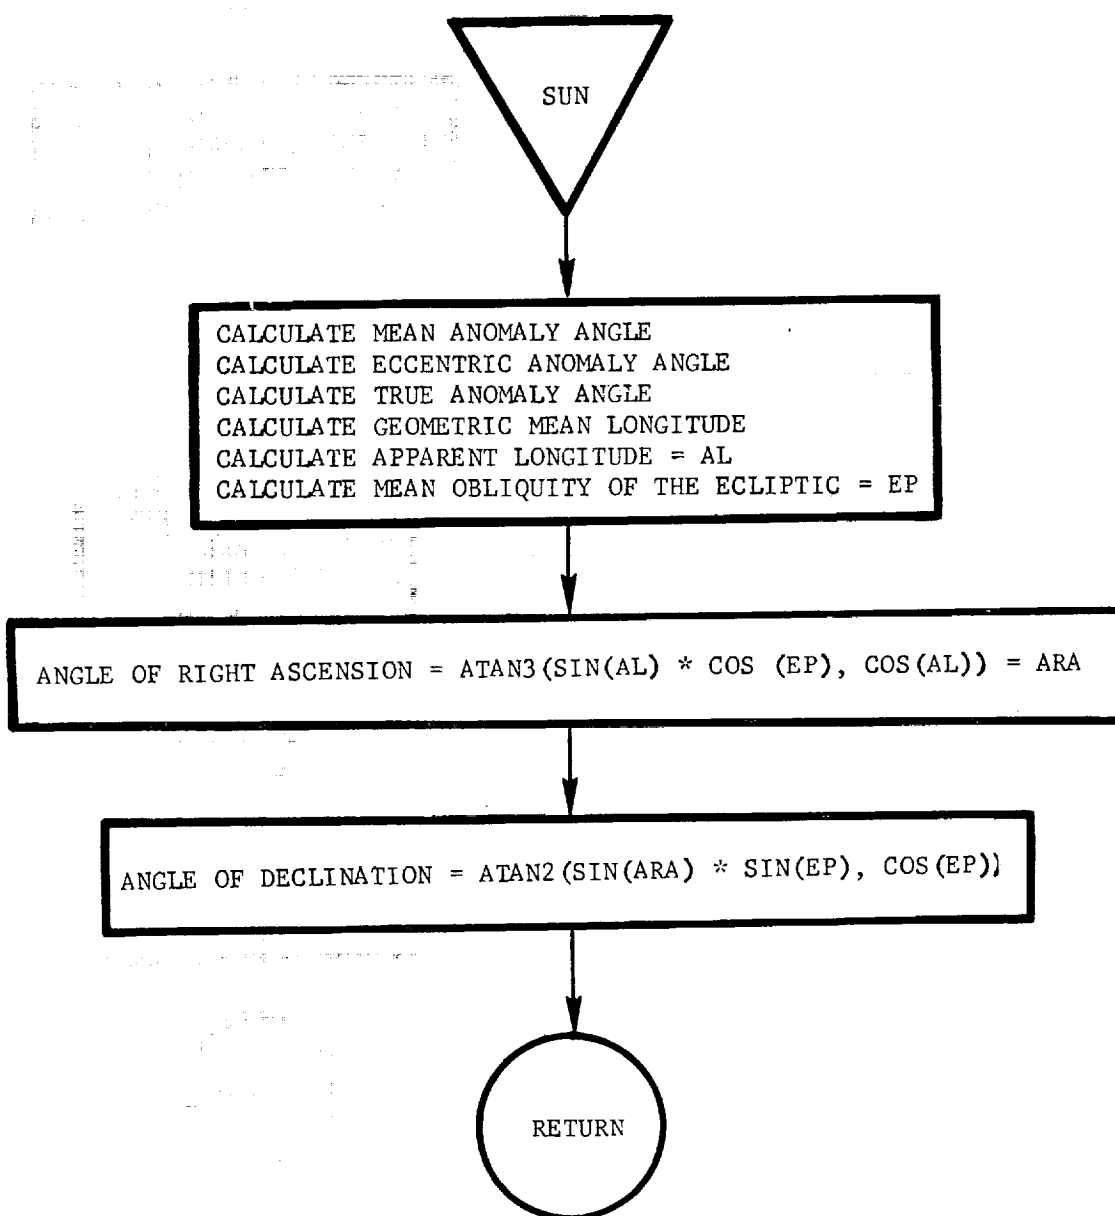 SUN
CALCULATE MEAN ANOMALY ANGLE
CALCULATE ECCENTRIC ANOMALY ANGLE
CALCULATE TRUE ANOMALY ANGLE
CALCULATE GEOMETRIC MEAN LONGITUDE
CALCULATE APPARENT LONGITUDE = AL
CALCULATE MEAN OBLIQUITY OF THE ECLIPTIC = EP
ANGLE OF RIGHT ASCENSION = ATAN3(SIN(AL) * COS (EP), COS(AL)) = ARA
ANGLE OF DECLINATION = ATAN2(SIN(ARA) * SIN(EP), COS(EP))
RETURN